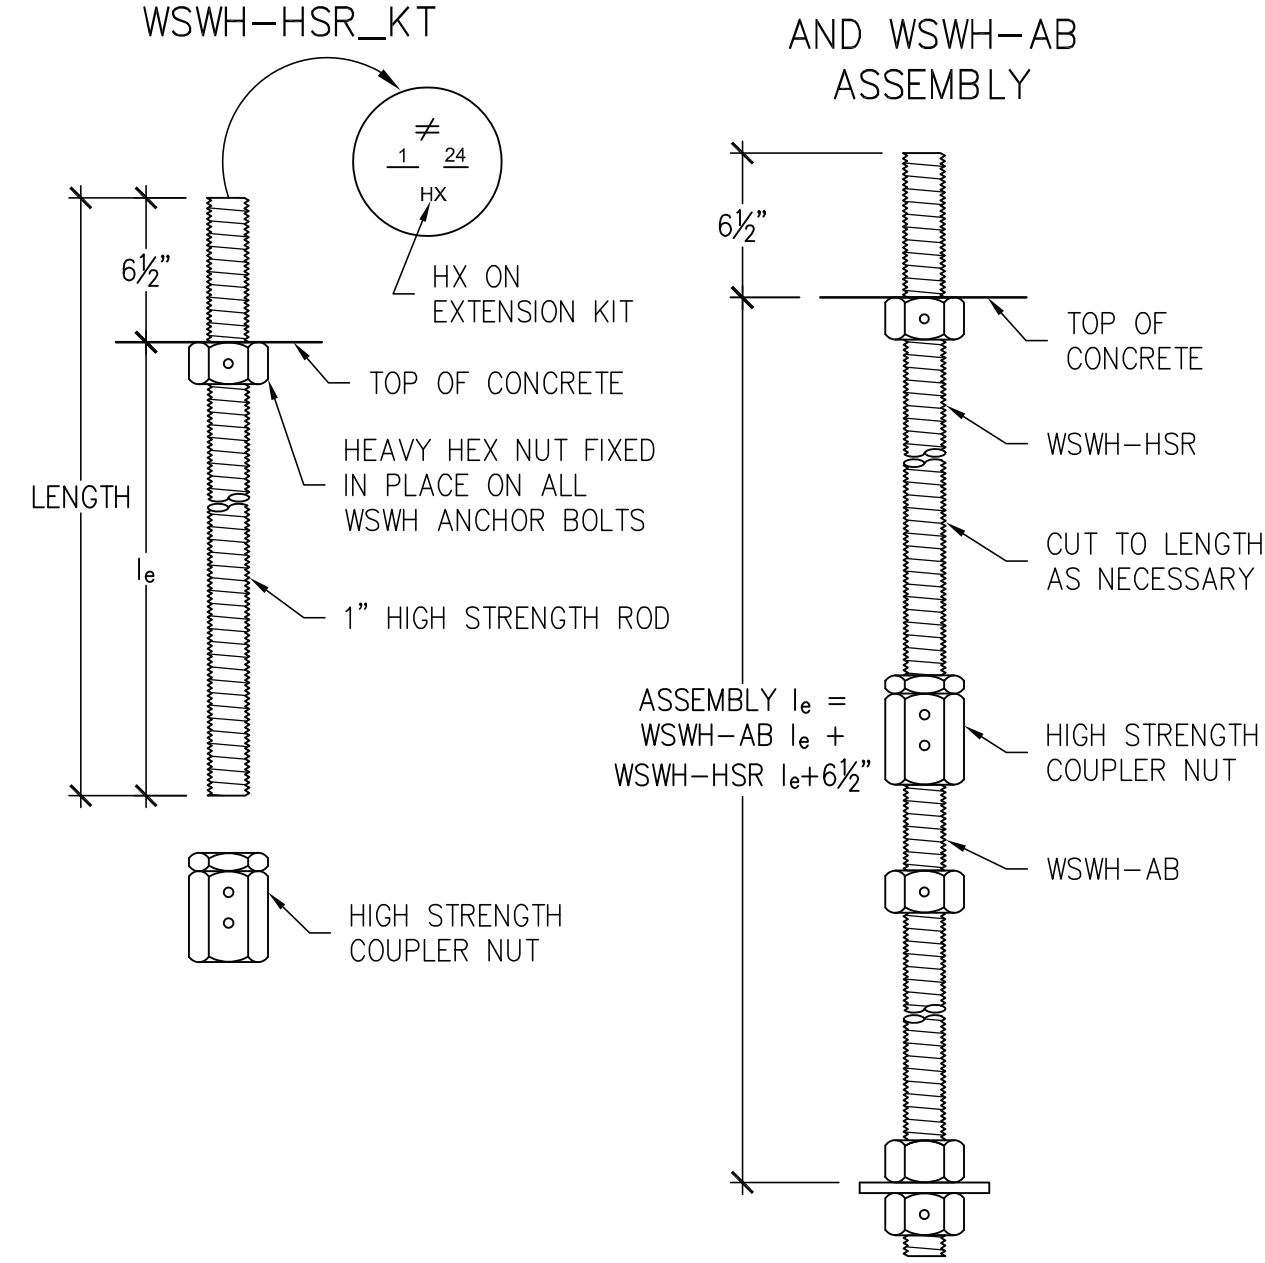 WSWH-HSR_KT
≠
1 24
HX
HX ON
EXTENSION KIT
6½"
TOP OF CONCRETE
HEAVY HEX NUT FIXED
IN PLACE ON ALL
WSWH ANCHOR BOLTS
LENGTH
le
1" HIGH STRENGTH ROD
HIGH STRENGTH
COUPLER NUT
AND WSWH-AB
ASSEMBLY
6½"
TOP OF
CONCRETE
WSWH-HSR
CUT TO LENGTH
AS NECESSARY
ASSEMBLY le =
WSWH-AB le +
WSWH-HSR le+6½"
HIGH STRENGTH
COUPLER NUT
WSWH-AB